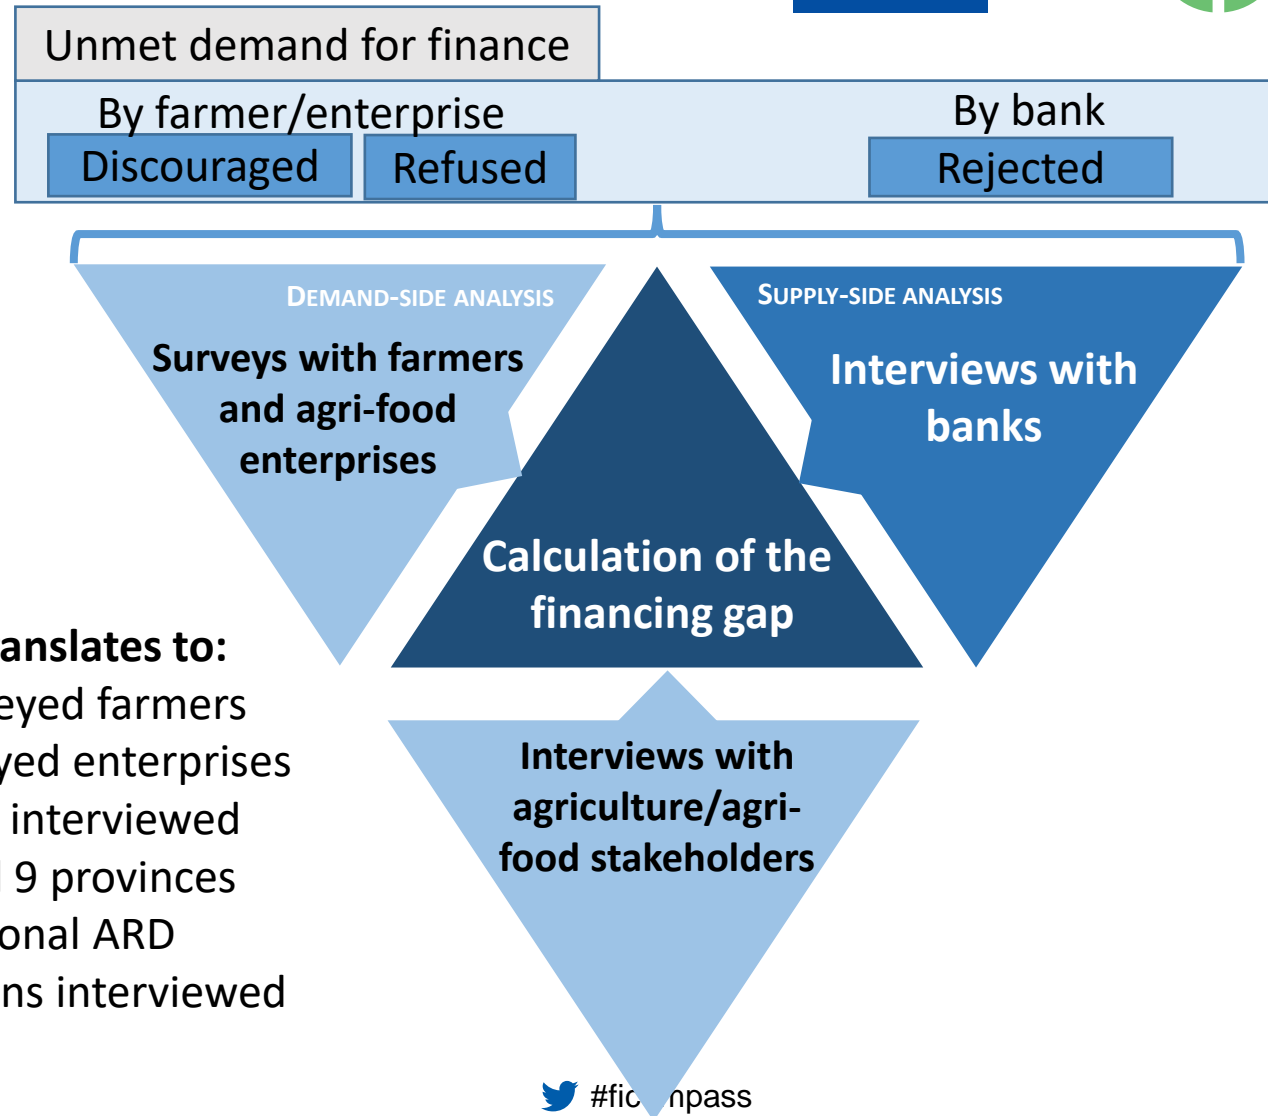 Unmet demand for finance
By farmer/enterprise
By bank
Discouraged
Refused
Rejected
DEMAND-SIDE ANALYSIS
SUPPLY-SIDE ANALYSIS
Surveys with farmers
and agri-food
enterprises
Interviews with
banks
Calculation of the
financing gap
anslates to:
eyed farmers
yed enterprises
interviewed
9 provinces
onal ARD
ns interviewed
Interviews with
agriculture/agri-
food stakeholders